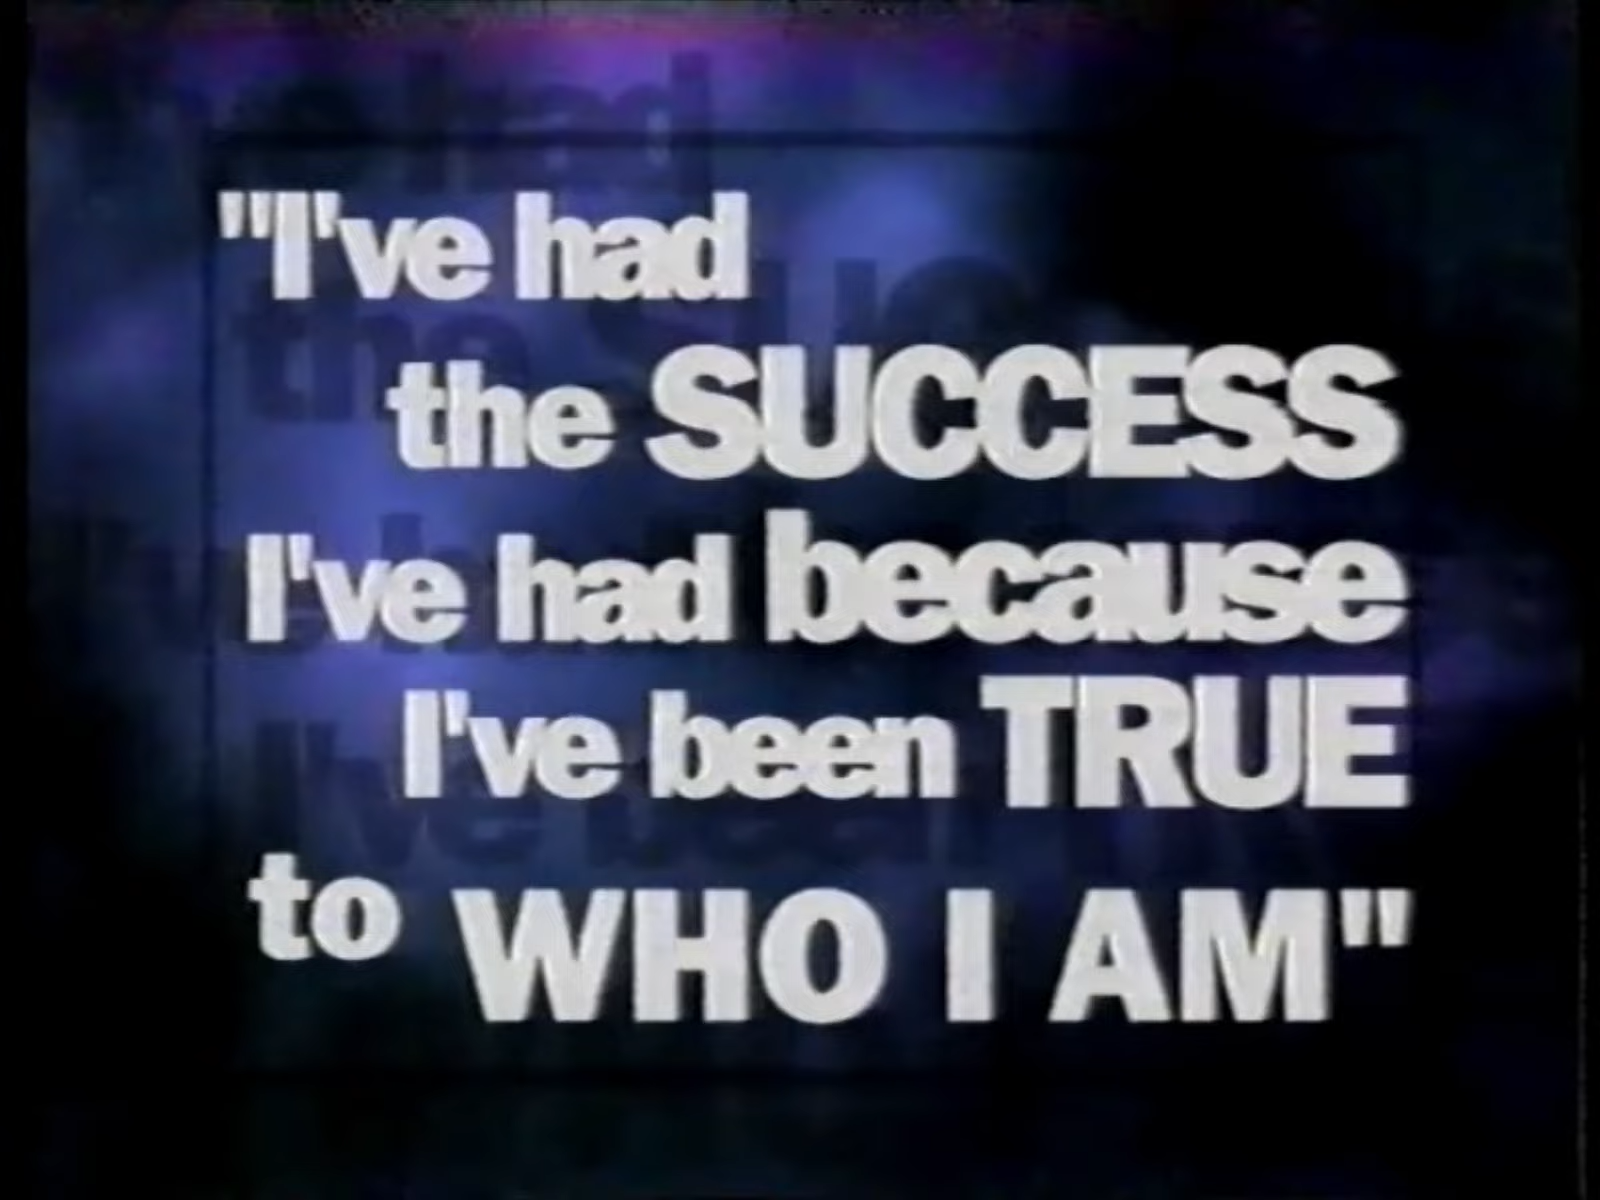 "I've had
the SUCCESS
I've had because
I've been TRUE
to WHO I AM"